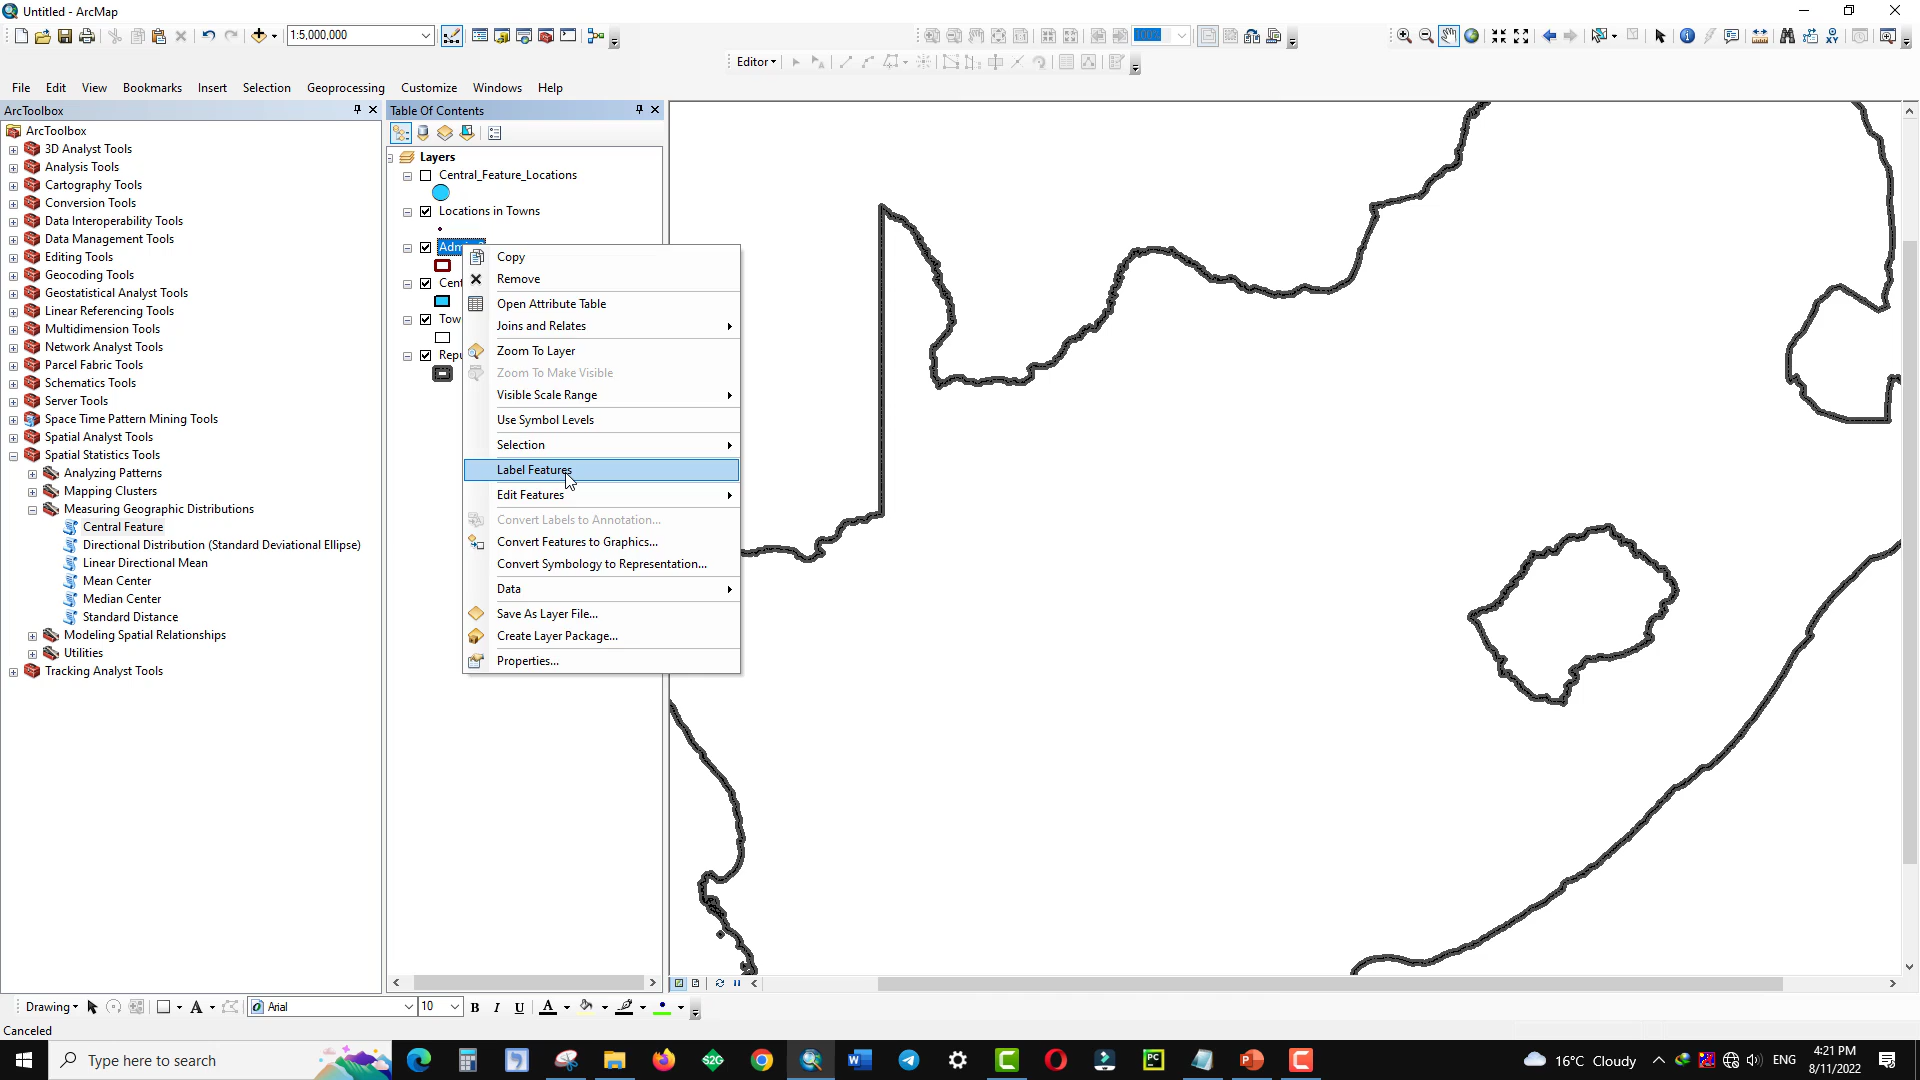 Untitled - ArcMap
1:5,000,000
100%
Editor
File Edit View Bookmarks Insert Selection Geoprocessing Customize Windows Help
ArcToolbox
ArcToolbox
3D Analyst Tools
Analysis Tools
Cartography Tools
Conversion Tools
Data Interoperability Tools
Data Management Tools
Editing Tools
Geocoding Tools
Geostatistical Analyst Tools
Linear Referencing Tools
Multidimension Tools
Network Analyst Tools
Parcel Fabric Tools
Schematics Tools
Server Tools
Space Time Pattern Mining Tools
Spatial Analyst Tools
Spatial Statistics Tools
Analyzing Patterns
Mapping Clusters
Measuring Geographic Distributions
Central Feature
Directional Distribution (Standard Deviational Ellipse)
Linear Directional Mean
Mean Center
Median Center
Standard Distance
Modeling Spatial Relationships
Utilities
Tracking Analyst Tools
Table Of Contents
Layers
Central_Feature_Locations
Locations in Towns
Adm
Cent
Tow
Repu
Copy
Remove
Open Attribute Table
Joins and Relates
Zoom To Layer
Zoom To Make Visible
Visible Scale Range
Use Symbol Levels
Selection
Label Features
Edit Features
Convert Labels to Annotation...
Convert Features to Graphics...
Convert Symbology to Representation...
Data
Save As Layer File...
Create Layer Package...
Properties...
Drawing A Arial 10 B I U A
Canceled
Type here to search
16°C Cloudy
ENG
4:21 PM
8/11/2022